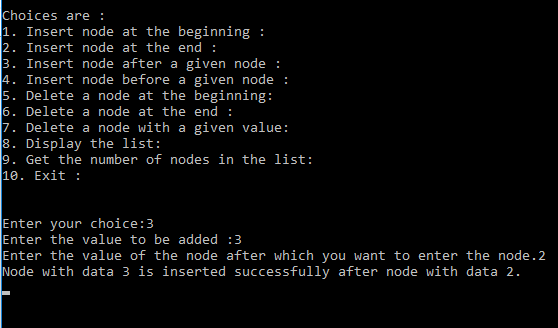 Choices are :
1. Insert node at the beginning :
2. Insert node at the end :
3. Insert node after a given node :
4. Insert node before a given node :
5. Delete a node at the beginning:
6. Delete a node at the end :
7. Delete a node with a given value:
8. Display the list:
9. Get the number of nodes in the list:
10. Exit :
Enter your choice:3
Enter the value to be added :3
Enter the value of the node after which you want to enter the node.2
Node with data 3 is inserted successfully after node with data 2.